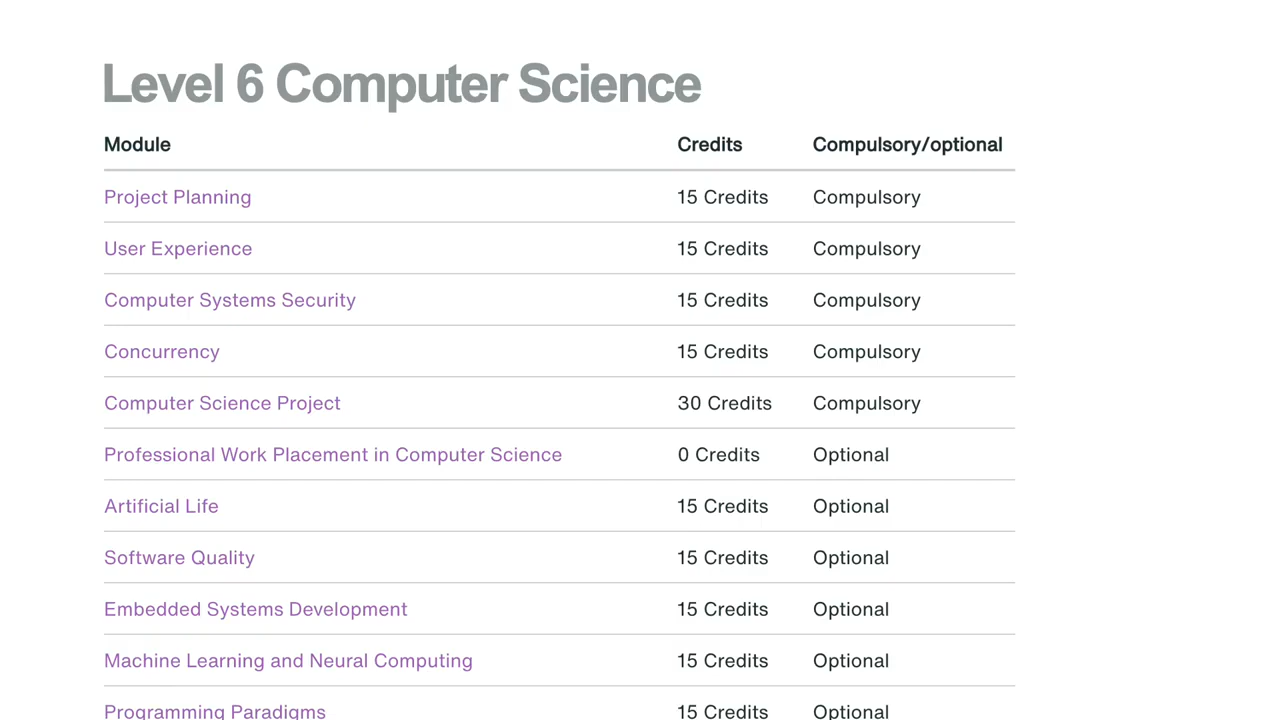 Level 6 Computer Science
Module Credits Compulsory/optional
Project Planning 15 Credits Compulsory
User Experience 15 Credits Compulsory
Computer Systems Security 15 Credits Compulsory
Concurrency 15 Credits Compulsory
Computer Science Project 30 Credits Compulsory
Professional Work Placement in Computer Science 0 Credits Optional
Artificial Life 15 Credits Optional
Software Quality 15 Credits Optional
Embedded Systems Development 15 Credits Optional
Machine Learning and Neural Computing 15 Credits Optional
Programming Paradigms 15 Credits Optional